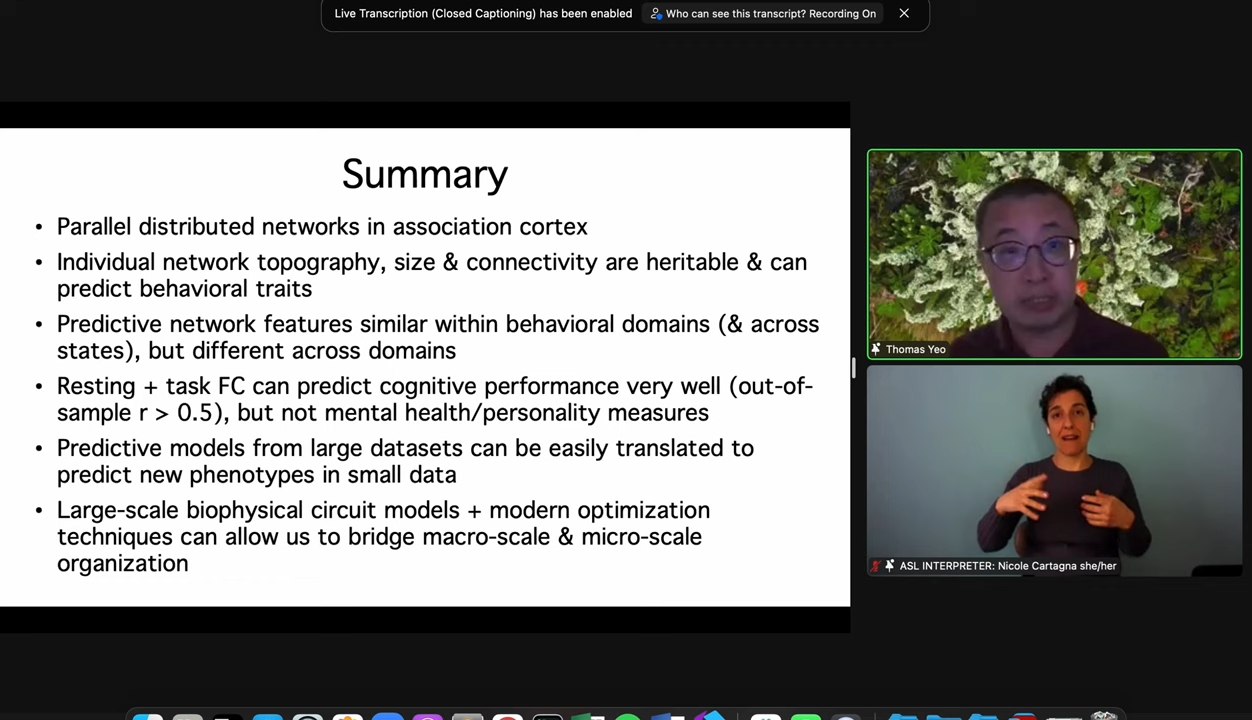 Live Transcription (Closed Captioning) has been enabled
Who can see this transcript? Recording On
Summary
• Parallel distributed networks in association cortex
• Individual network topography, size & connectivity are heritable & can
predict behavioral traits
• Predictive network features similar within behavioral domains (& across
states), but different across domains
• Resting + task FC can predict cognitive performance very well (out-of-
sample r > 0.5), but not mental health/personality measures
• Predictive models from large datasets can be easily translated to
predict new phenotypes in small data
• Large-scale biophysical circuit models + modern optimization
techniques can allow us to bridge macro-scale & micro-scale
organization
Thomas Yeo
ASL INTERPRETER: Nicole Cartagna she/her